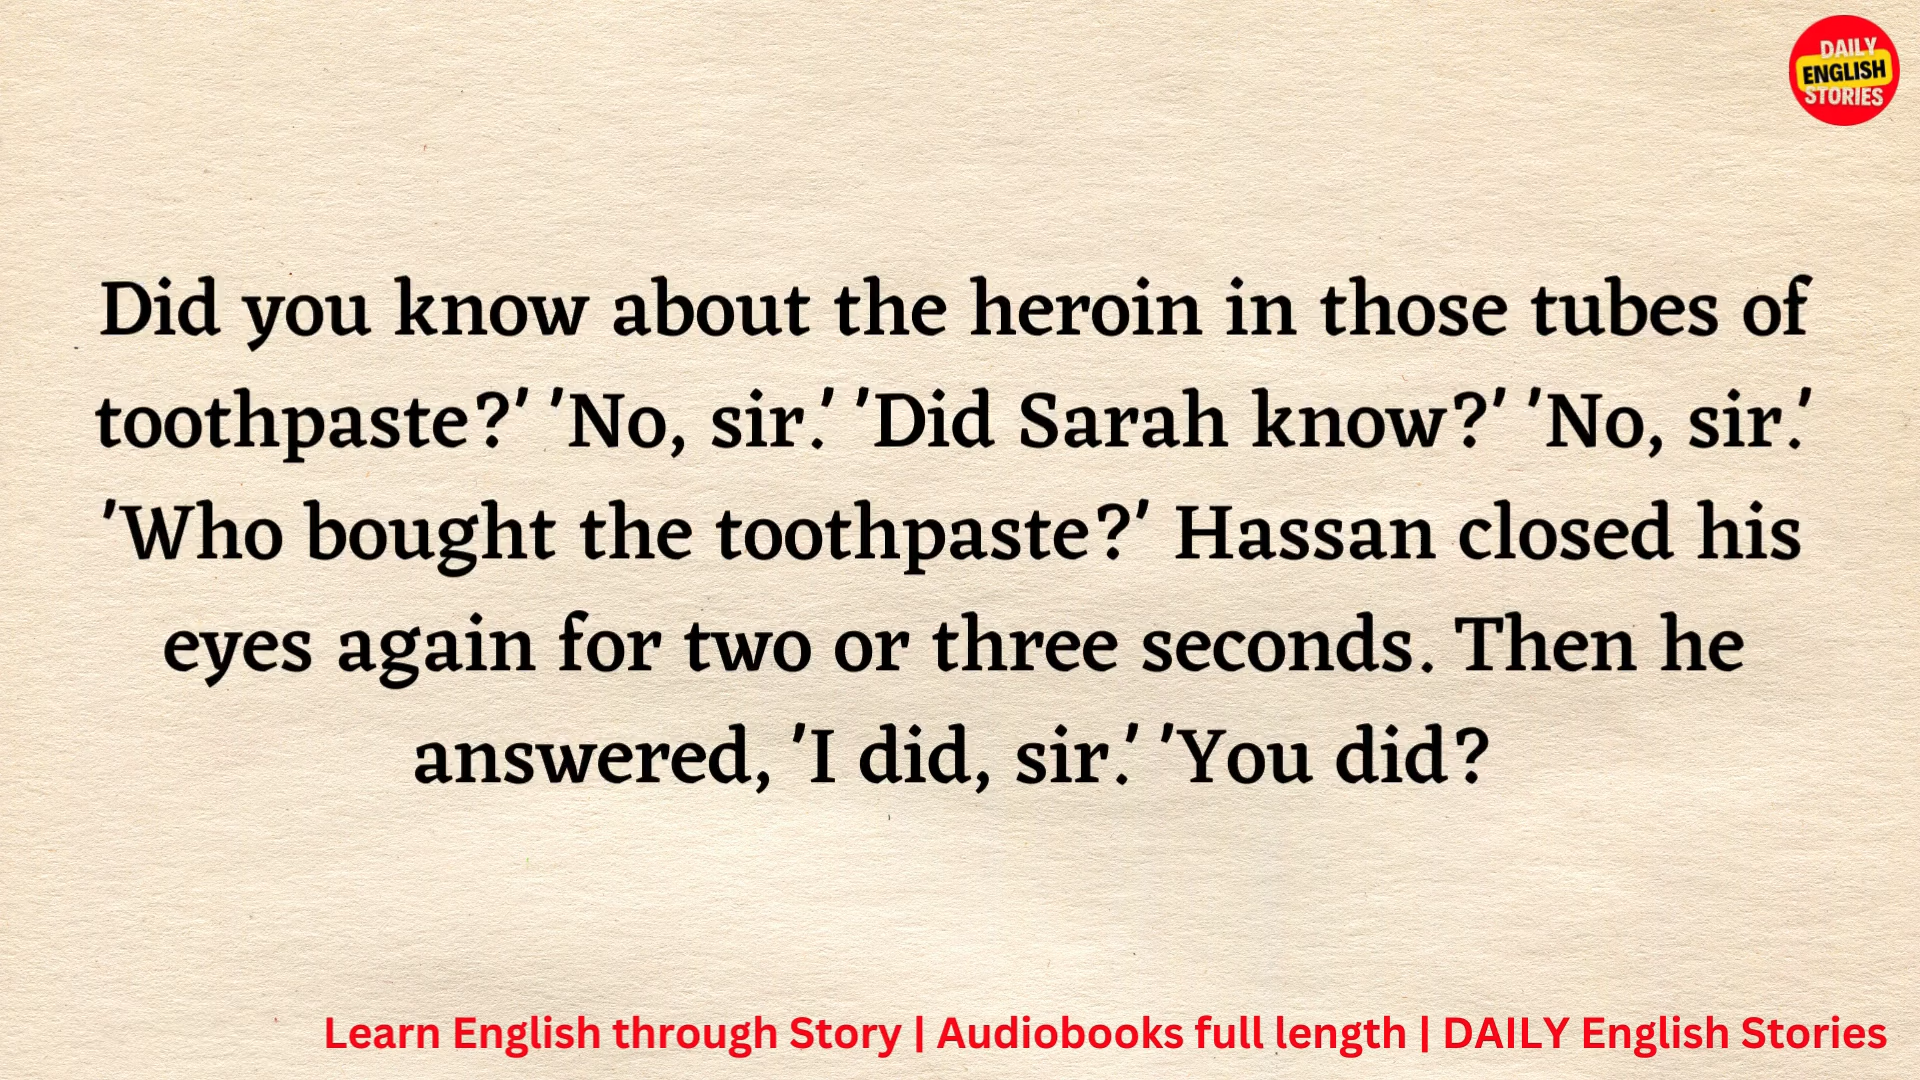 DAILY
ENGLISH
STORIES
Did you know about the heroin in those tubes of
toothpaste?' 'No, sir.' 'Did Sarah know?' 'No, sir.'
'Who bought the toothpaste?' Hassan closed his
eyes again for two or three seconds. Then he
answered, 'I did, sir.' 'You did?
Learn English through Story | Audiobooks full length | DAILY English Stories